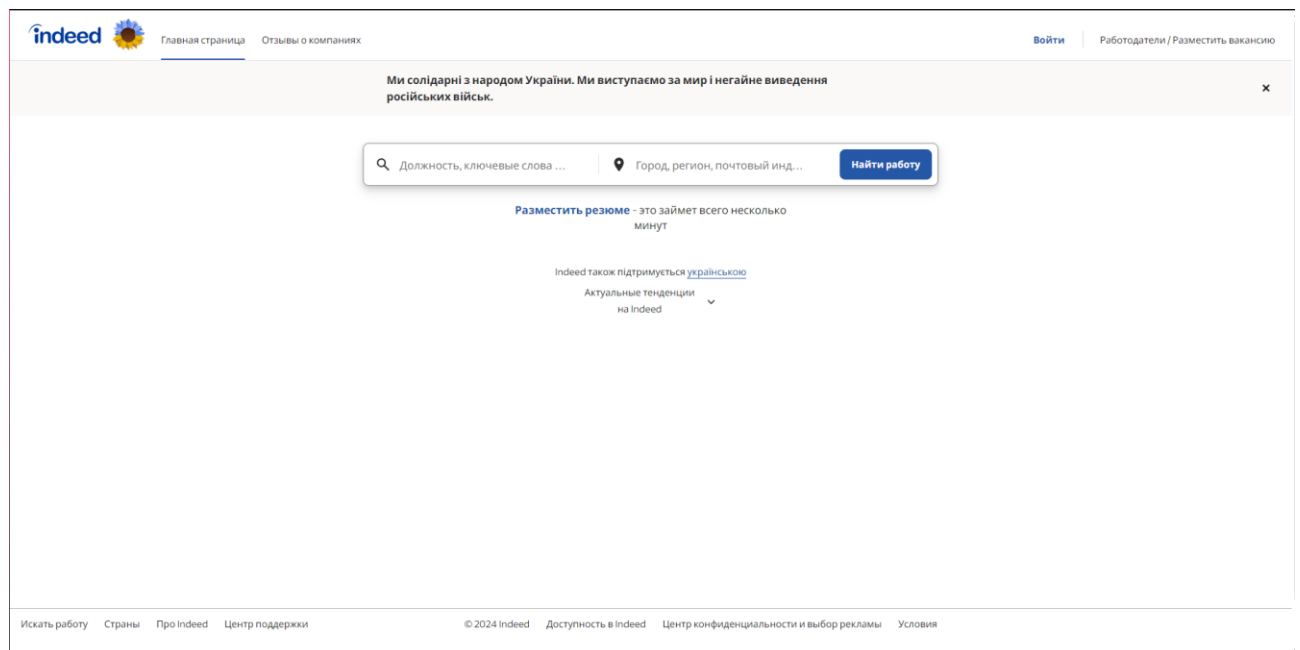 indeed
Главная страница
Отзывы о компаниях
Войти
Работодатели / Разместить вакансию
Ми солідарні з народом України. Ми виступаємо за мир і негайне виведення
російських військ.
Должность, ключевые слова ...
Город, регион, почтовый инд...
Найти работу
Разместить резюме - это займет всего несколько
минут
Indeed також підтримується українською
Актуальные тенденции
на Indeed
Искать работу
Страны
Про Indeed
Центр поддержки
© 2024 Indeed
Доступность в Indeed
Центр конфиденциальности и выбор рекламы
Условия